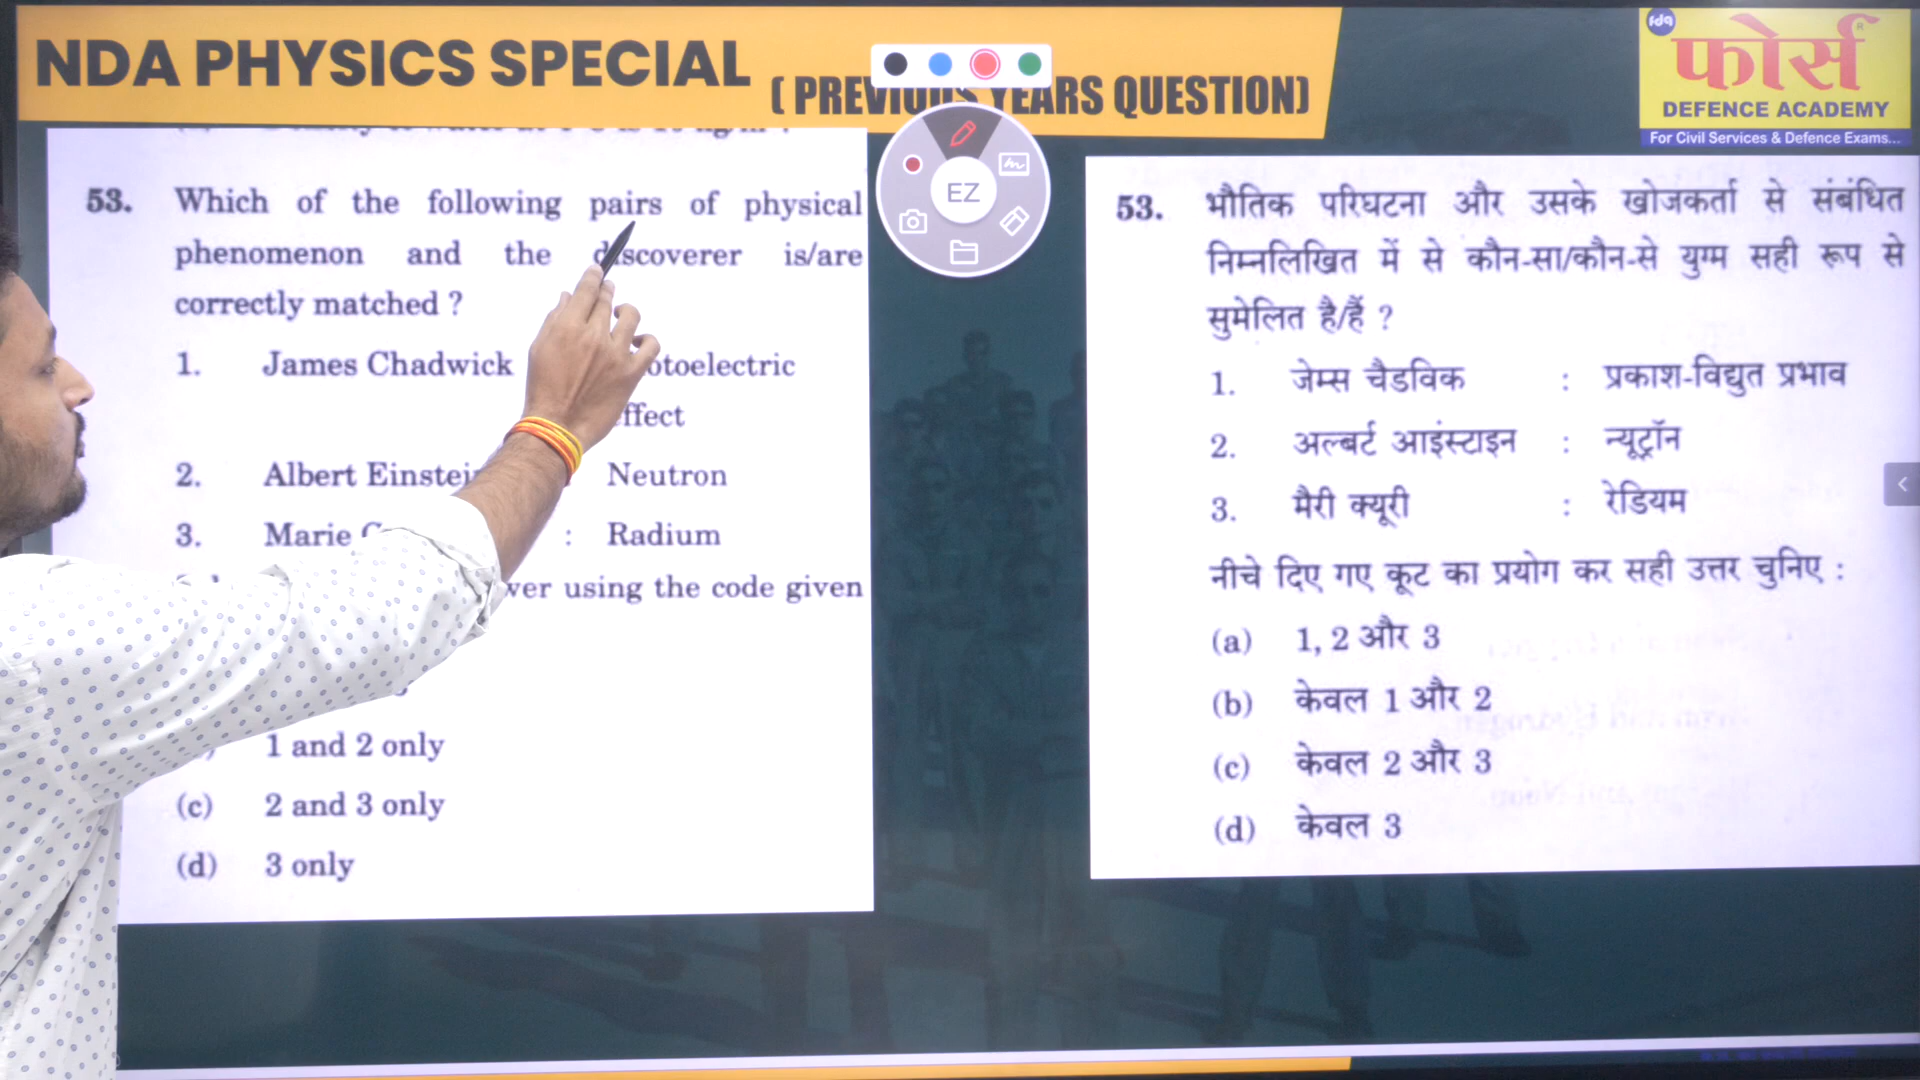 NDA PHYSICS SPECIAL
( PREVIOUS YEARS QUESTION)
fda
फोर्स
®
DEFENCE ACADEMY
For Civil Services & Defence Exams...
EZ
53. Which of the following pairs of physical
phenomenon and the discoverer is/are
correctly matched ?
1. James Chadwick
2. Albert Neutron
3. Marie : Radium
using the code given
1 and 2 only
(c) 2 and 3 only
(d) 3 only
53. भौतिक परिघटना और उसके खोजकर्ता से संबंधित
निम्नलिखित में से कौन-सा/कौन-से युग्म सही रूप से
सुमेलित है/हैं ?
1. जेम्स चैडविक : प्रकाश-विद्युत प्रभाव
2. अल्बर्ट आइंस्टाइन : न्यूट्रॉन
3. मैरी क्यूरी : रेडियम
नीचे दिए गए कूट का प्रयोग कर सही उत्तर चुनिए :
(a) 1, 2 और 3
(b) केवल 1 और 2
(c) केवल 2 और 3
(d) केवल 3